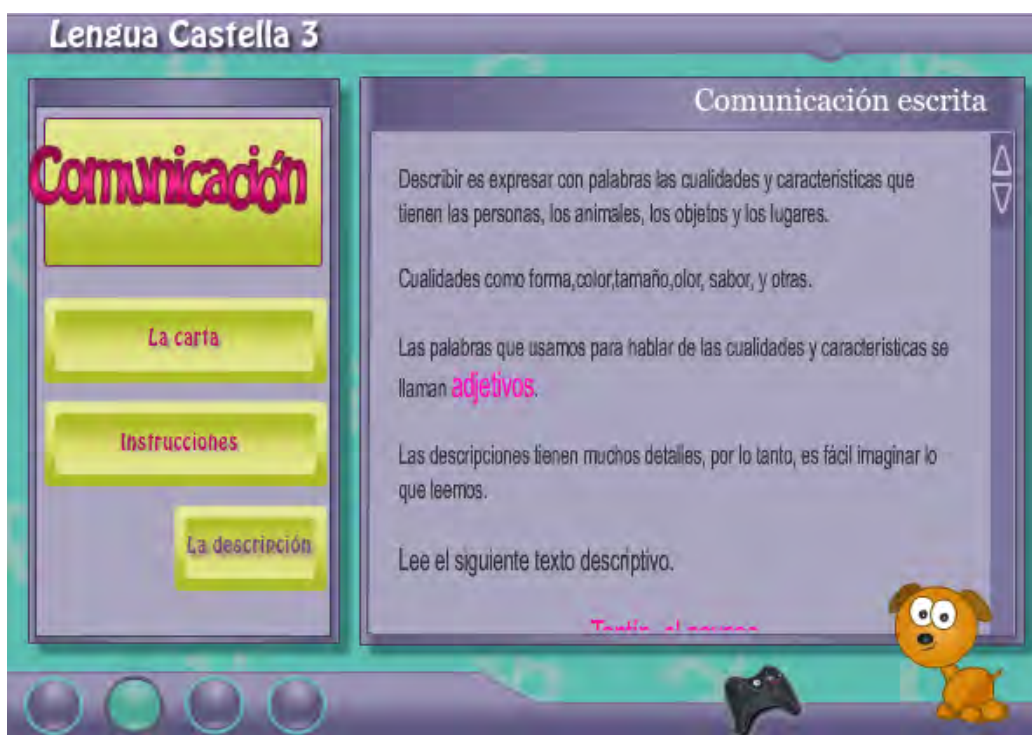 Lengua Castella 3
Comunicación
La carta
Instrucciones
La descripción
Comunicación escrita
Describir es expresar con palabras las cualidades y características que
tienen las personas, los animales, los objetos y los lugares.
Cualidades como forma,color,tamaño,olor, sabor, y otras.
Las palabras que usamos para hablar de las cualidades y características se
llaman adjetivos.
Las descripciones tienen muchos detalles, por lo tanto, es fácil imaginar lo
que leemos.
Lee el siguiente texto descriptivo.